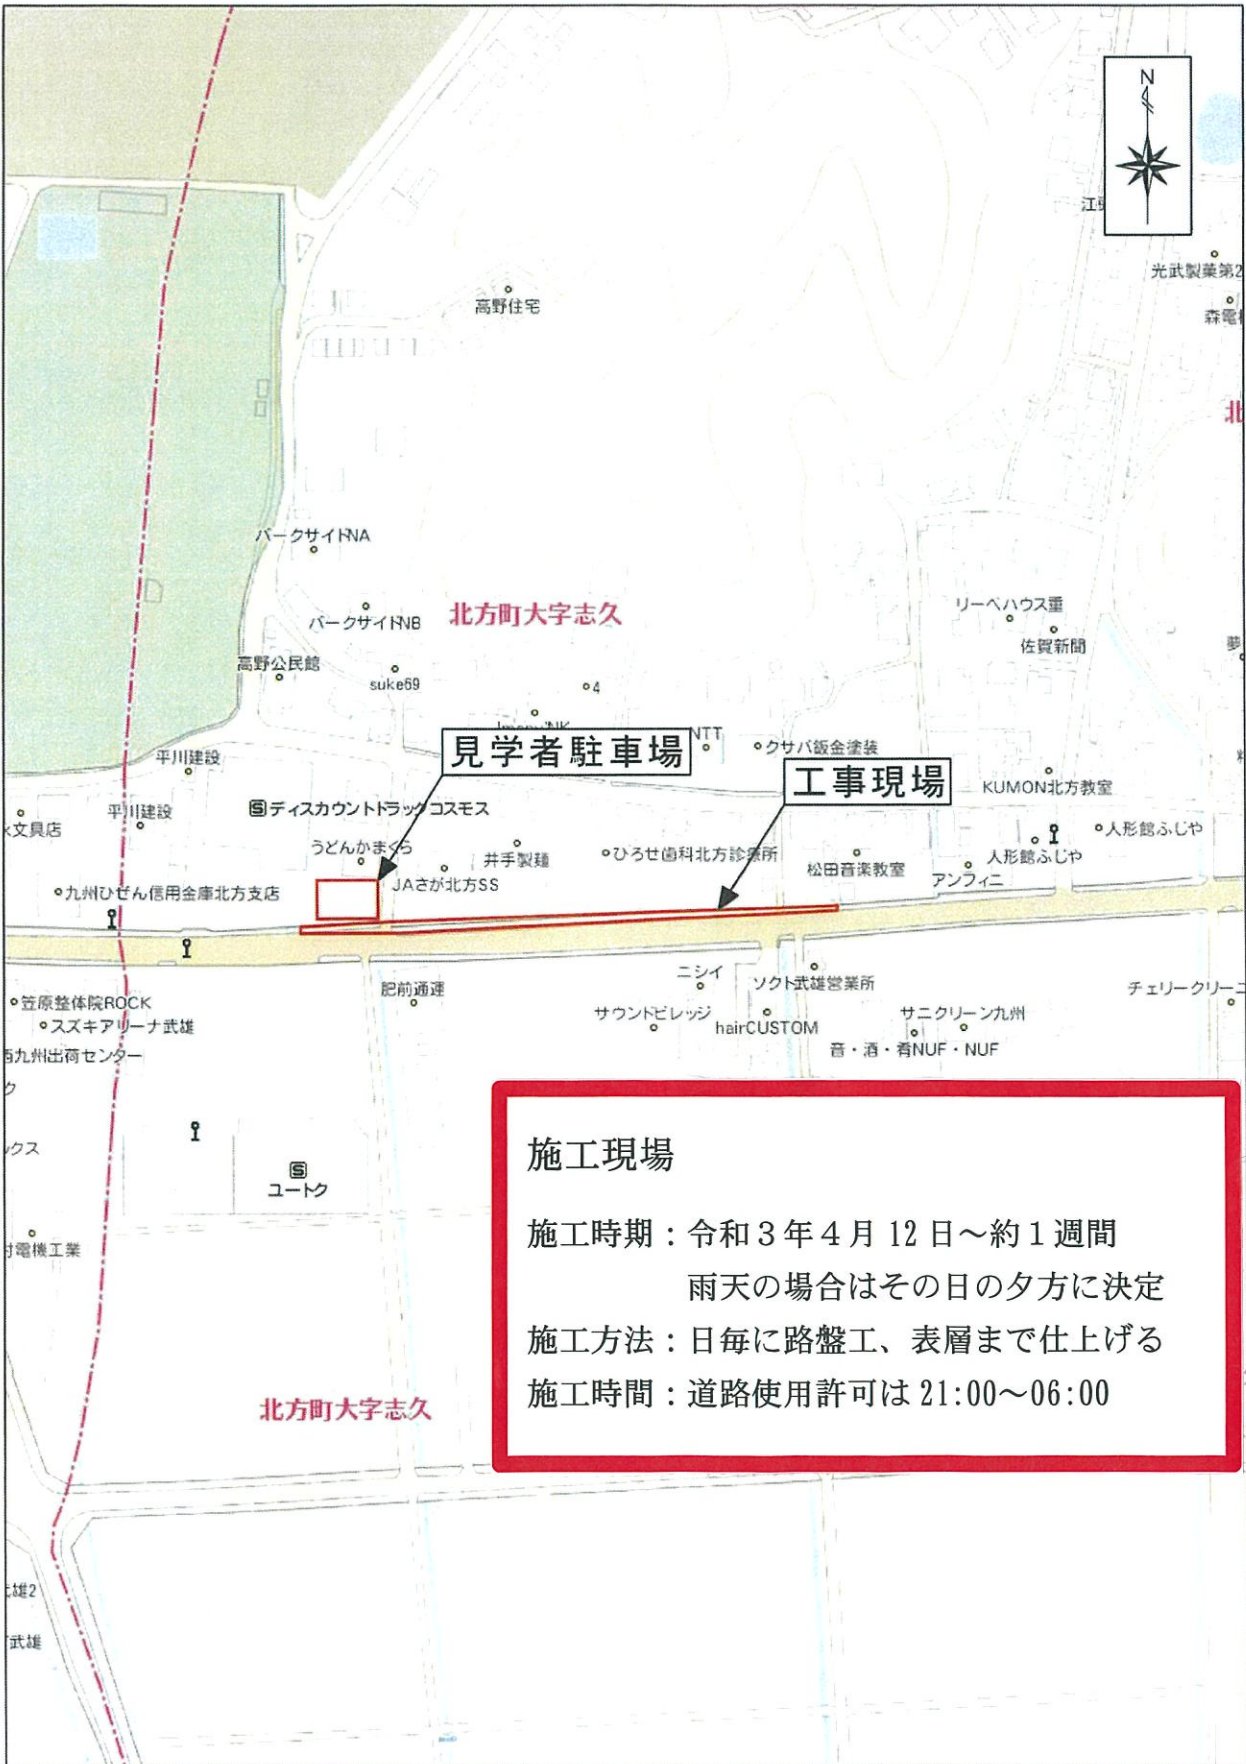 N
江
光武製菓第2
森電
高野住宅
北
パークサイドNA
パークサイドNB
北方町大字志久
リーベハウス重
佐賀新聞
夢
高野公民館
suke69
4
NTT
見学者駐車場
クサバ鈑金塗装
平川建設
工事現場
KUMON北方教室
平川建設
ディスカウントドラッグコスモス
文具店
うどんかまくら
井手製麺
ひろせ歯科北方診療所
人形館ふじや
人形館ふじや
松田音楽教室
アンフィニ
JAさが北方SS
九州ひぜん信用金庫北方支店
肥前通運
ニシイ
ソクト武雄営業所
チェリークリーニ
笠原整体院ROCK
サウンドビレッジ
サニクリーン九州
スズキアリーナ武雄
hairCUSTOM
音・酒・肴NUF・NUF
西九州出荷センター
ク
ックス
S
ユートク
村電機工業
施工現場
施工時期：令和３年４月 12 日～約１週間
雨天の場合はその日の夕方に決定
施工方法：日毎に路盤工、表層まで仕上げる
施工時間：道路使用許可は 21:00～06:00
北方町大字志久
雄2
武雄